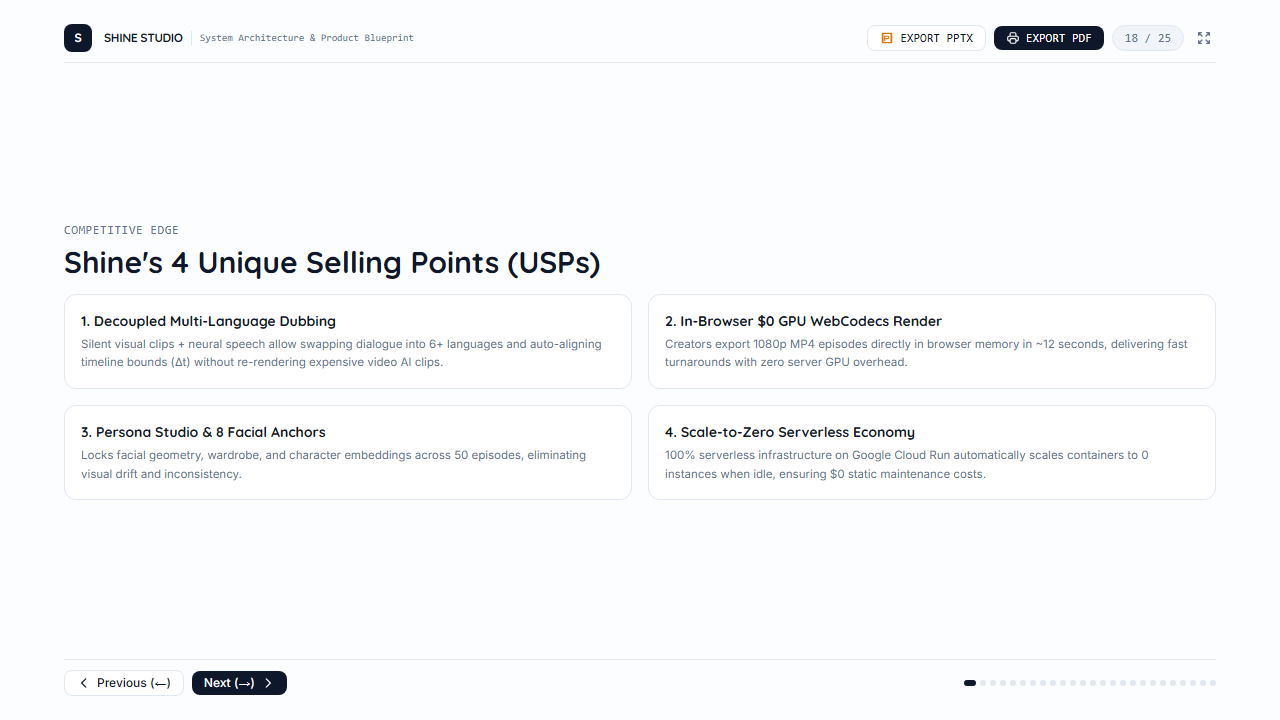 S
SHINE STUDIO
System Architecture & Product Blueprint
EXPORT PPTX
EXPORT PDF
18 / 25
COMPETITIVE EDGE
Shine's 4 Unique Selling Points (USPs)
1. Decoupled Multi-Language Dubbing
Silent visual clips + neural speech allow swapping dialogue into 6+ languages and auto-aligning
timeline bounds (Δt) without re-rendering expensive video AI clips.
2. In-Browser $0 GPU WebCodecs Render
Creators export 1080p MP4 episodes directly in browser memory in ~12 seconds, delivering fast
turnarounds with zero server GPU overhead.
3. Persona Studio & 8 Facial Anchors
Locks facial geometry, wardrobe, and character embeddings across 50 episodes, eliminating
visual drift and inconsistency.
4. Scale-to-Zero Serverless Economy
100% serverless infrastructure on Google Cloud Run automatically scales containers to 0
instances when idle, ensuring $0 static maintenance costs.
Previous (←)
Next (→)